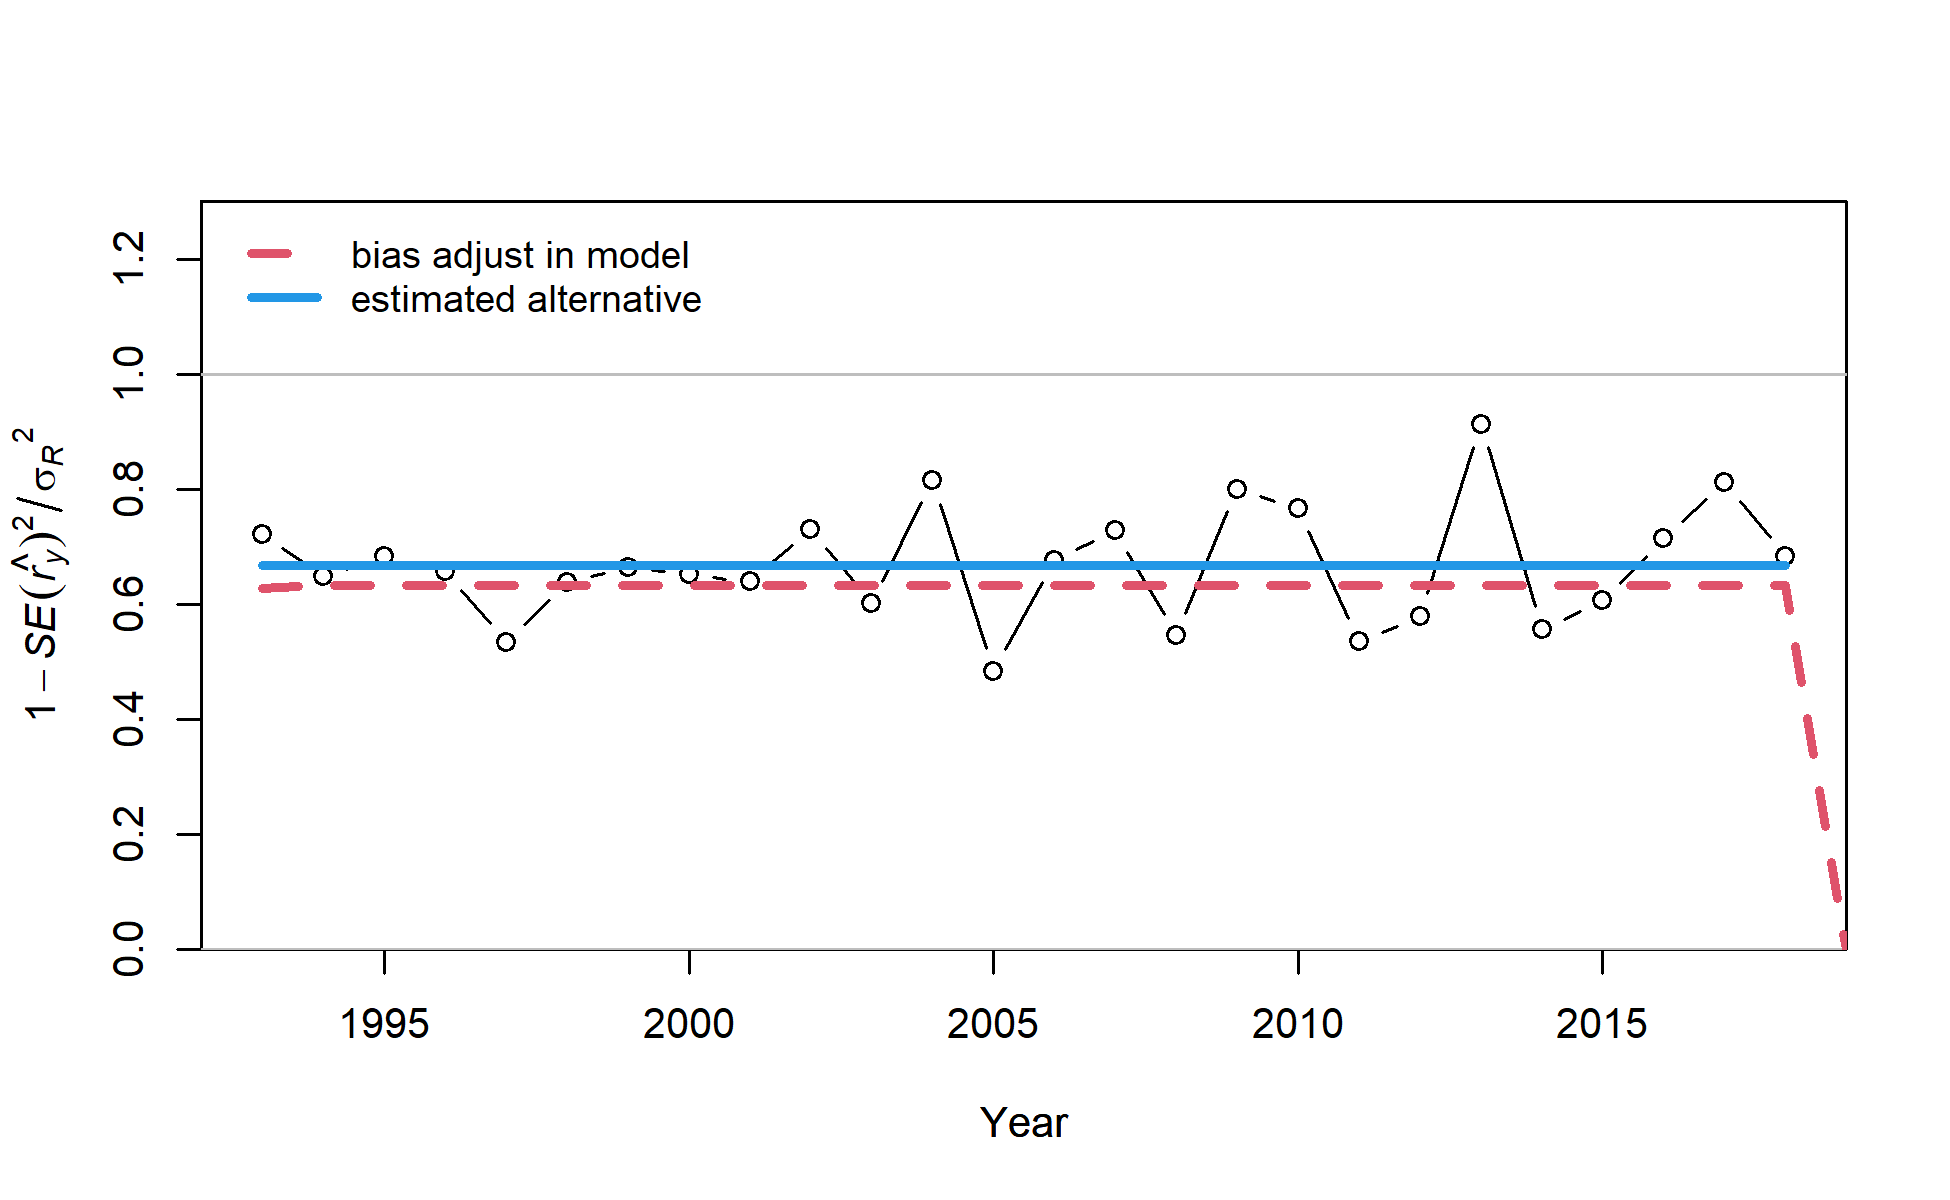 bias adjust in model
estimated alternative
1 − SE(r̂y)² / σR²
1.2
1.0
0.8
0.6
0.4
0.2
0.0
1995 2000 2005 2010 2015
Year